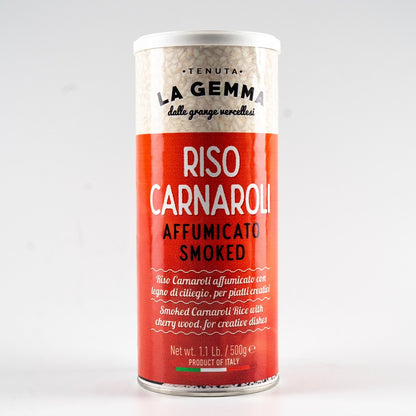 • TENUTA •
LA GEMMA
dalle grange vercellesi
RISO
CARNAROLI
AFFUMICATO
SMOKED
Riso Carnaroli affumicato con
legno di ciliegio, per piatti creativi
Smoked Carnaroli Rice with
cherry wood, for creative dishes
Net wt. 1.1 Lb. / 500g ℮
PRODUCT OF ITALY